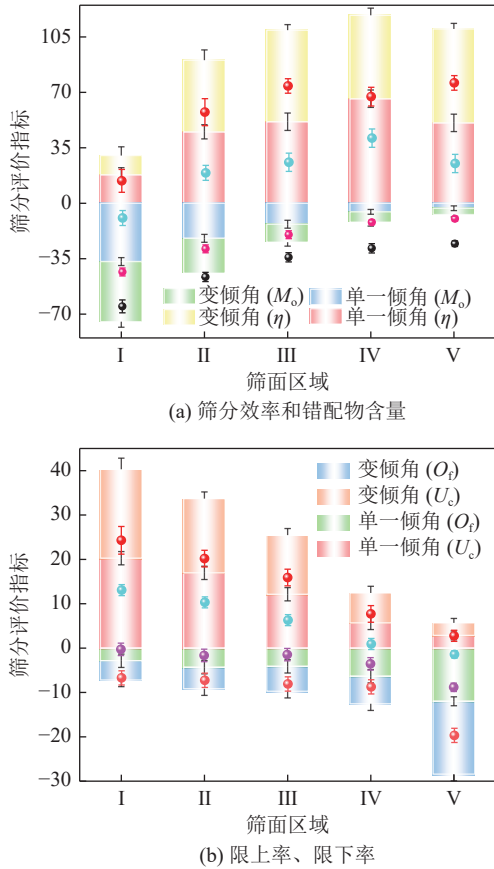 105
70
35
0
−35
−70
筛分评价指标
变倾角 (Mₒ) 单一倾角 (Mₒ)
变倾角 (η) 单一倾角 (η)
I II III IV V
筛面区域
(a) 筛分效率和错配物含量
40
30
20
10
0
−10
−20
−30
筛分评价指标
变倾角 (O_f)
变倾角 (U_c)
单一倾角 (O_f)
单一倾角 (U_c)
I II III IV V
筛面区域
(b) 限上率、限下率